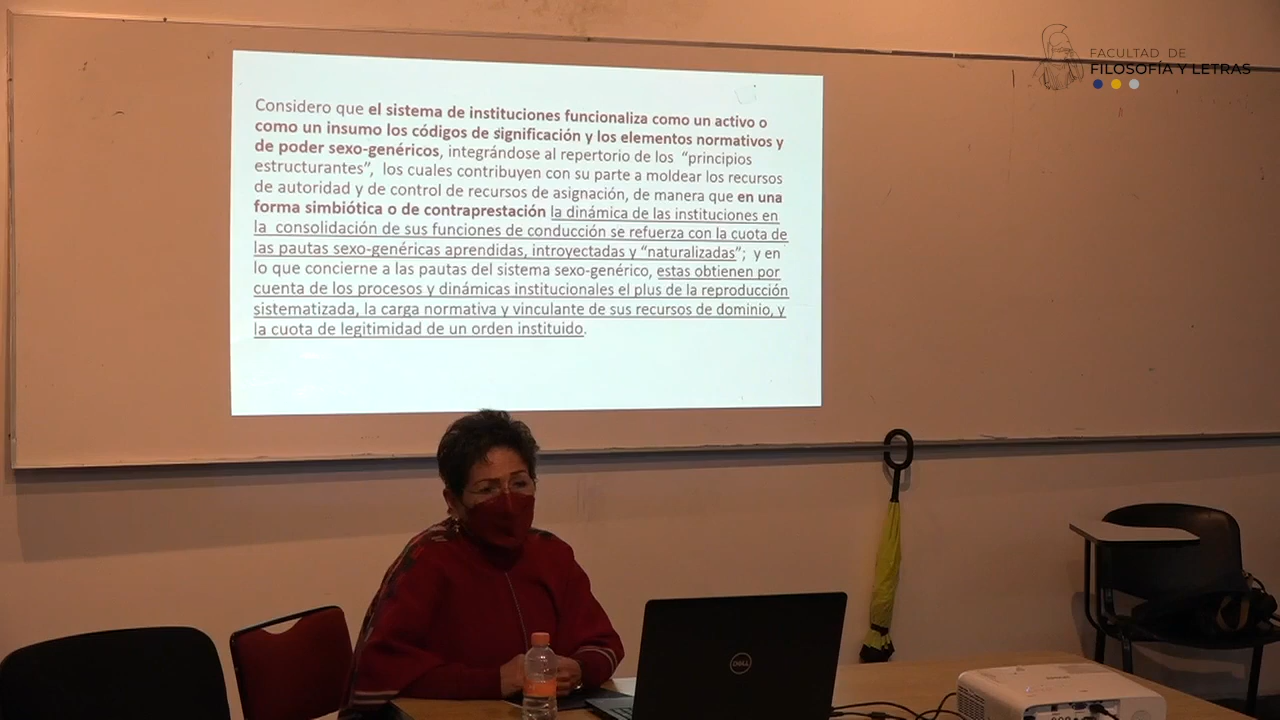 FACULTAD DE
FILOSOFÍA Y LETRAS
Considero que el sistema de instituciones funcionaliza como un activo o
como un insumo los códigos de significación y los elementos normativos y
de poder sexo-genéricos, integrándose al repertorio de los “principios
estructurantes”, los cuales contribuyen con su parte a moldear los recursos
de autoridad y de control de recursos de asignación, de manera que en una
forma simbiótica o de contraprestación la dinámica de las instituciones en
la consolidación de sus funciones de conducción se refuerza con la cuota de
las pautas sexo-genéricas aprendidas, introyectadas y “naturalizadas”; y en
lo que concierne a las pautas del sistema sexo-genérico, estas obtienen por
cuenta de los procesos y dinámicas institucionales el plus de la reproducción
sistematizada, la carga normativa y vinculante de sus recursos de dominio, y
la cuota de legitimidad de un orden instituido.
DELL